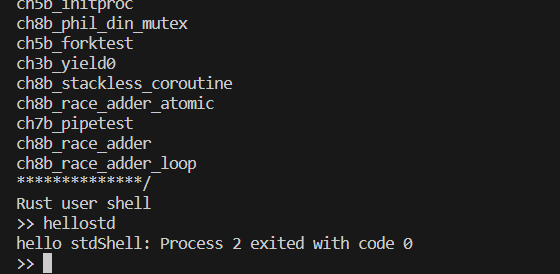 ch5b_initproc
ch8b_phil_din_mutex
ch5b_forktest
ch3b_yield0
ch8b_stackless_coroutine
ch8b_race_adder_atomic
ch7b_pipetest
ch8b_race_adder
ch8b_race_adder_loop
**************/
Rust user shell
>> hellostd
hello stdShell: Process 2 exited with code 0
>>